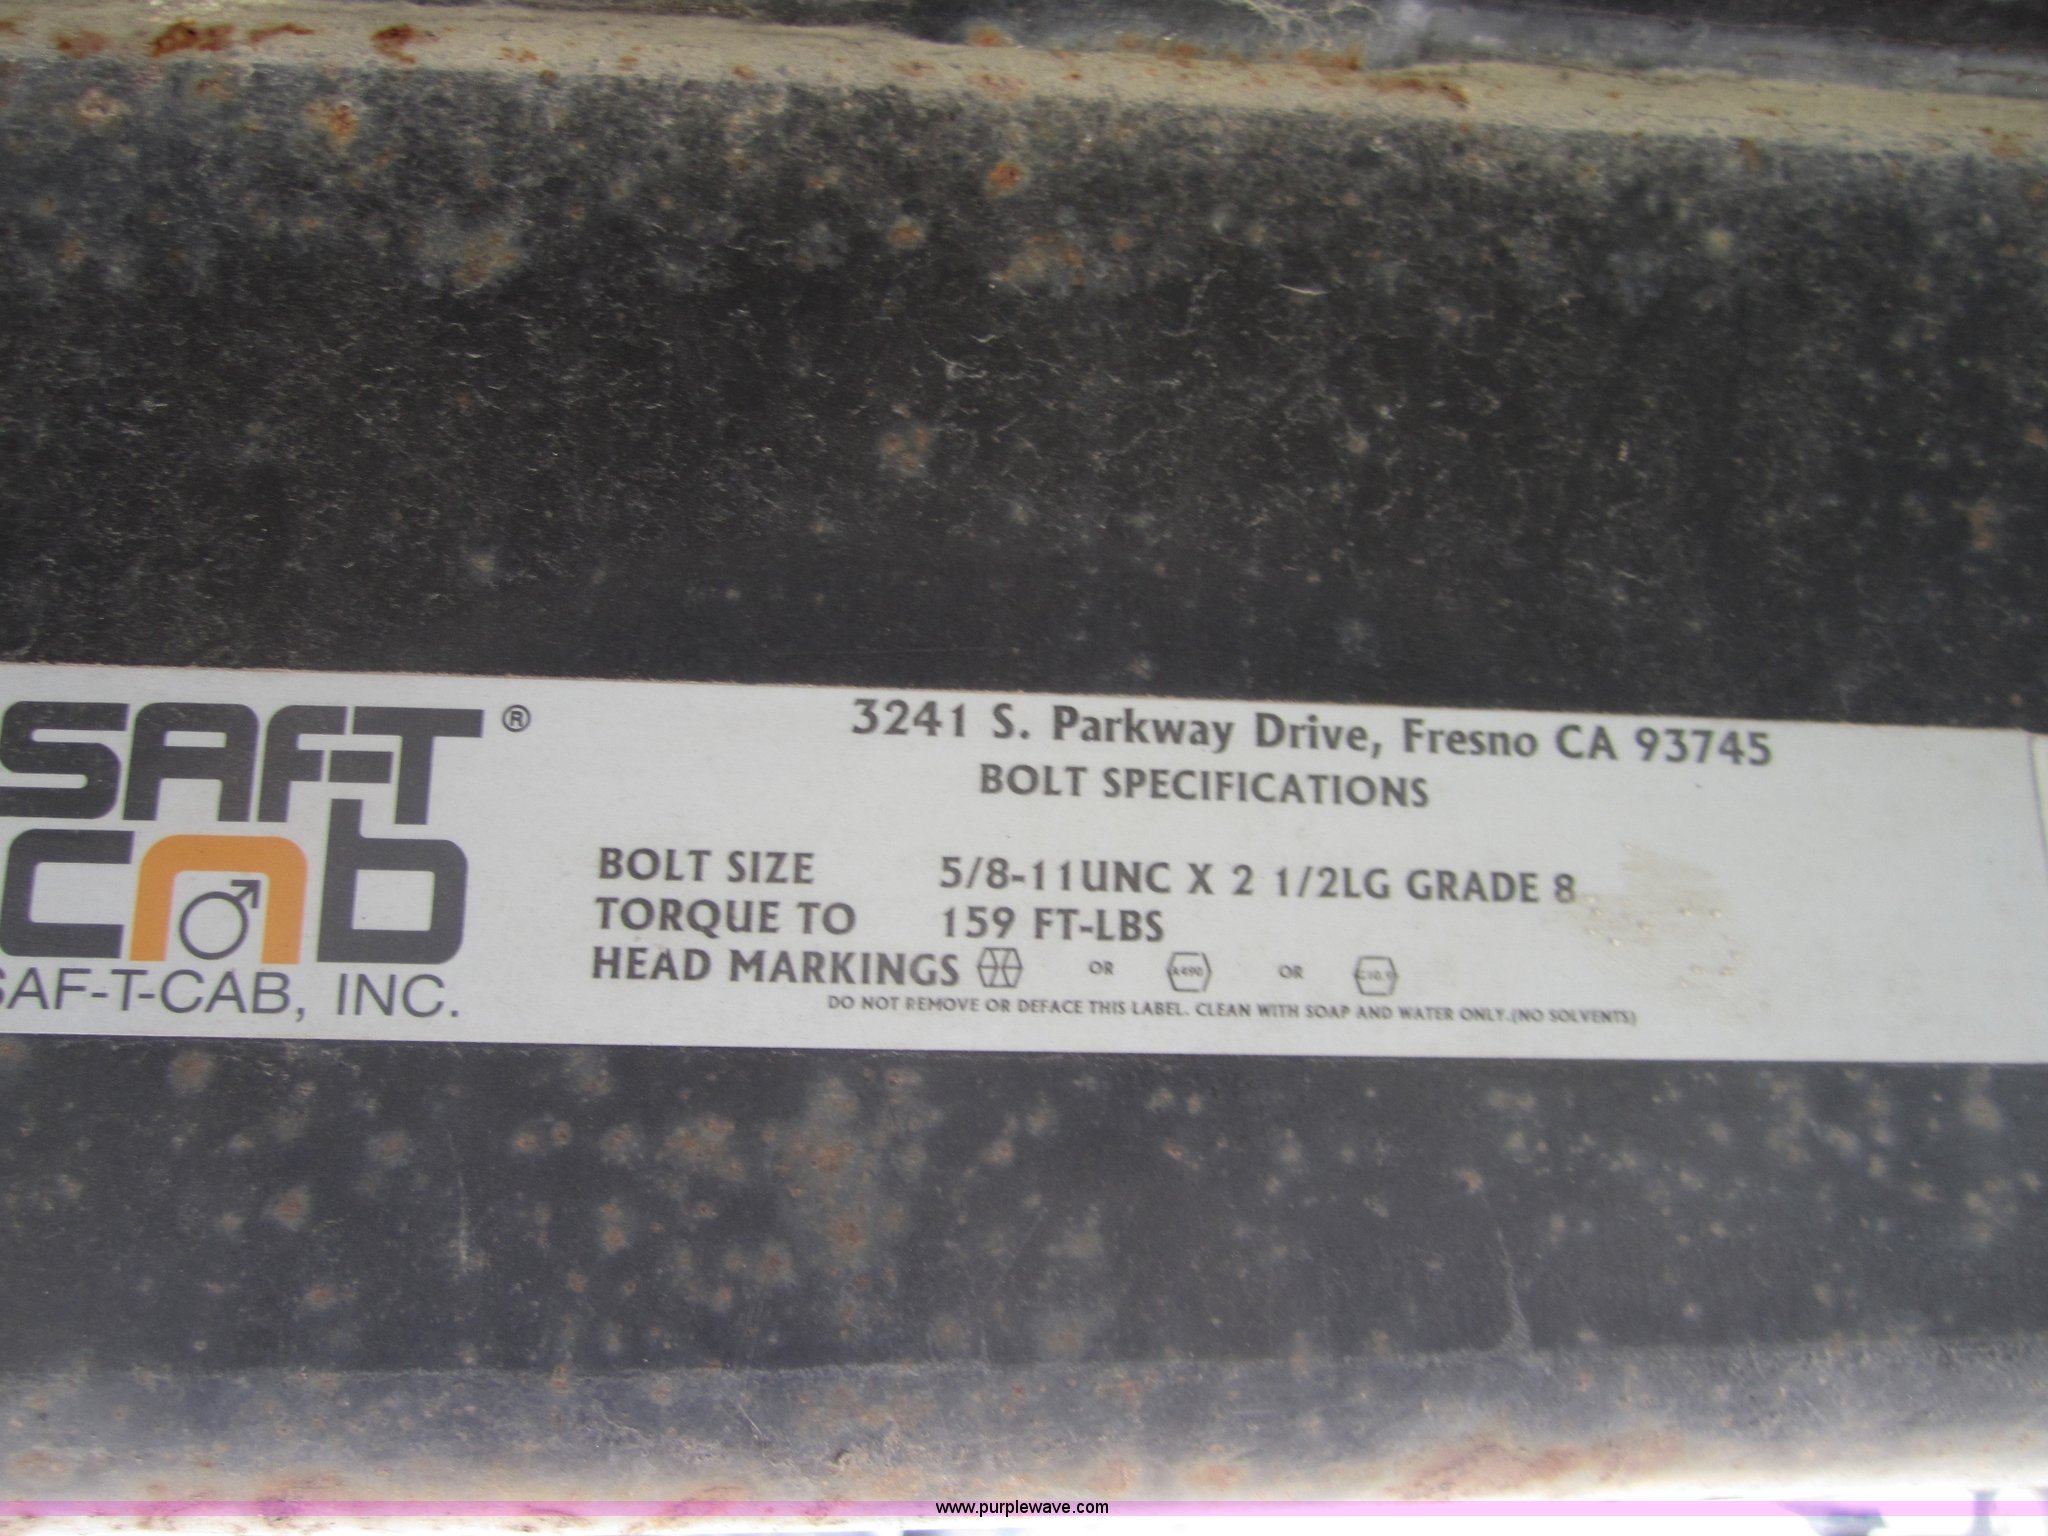 SAF-T ®
cab
SAF-T-CAB, INC.
3241 S. Parkway Drive, Fresno CA 93745
BOLT SPECIFICATIONS
BOLT SIZE 5/8-11UNC X 2 1/2LG GRADE 8
TORQUE TO 159 FT-LBS
HEAD MARKINGS OR A490 OR
DO NOT REMOVE OR DEFACE THIS LABEL. CLEAN WITH SOAP AND WATER ONLY.(NO SOLVENTS)
www.purplewave.com